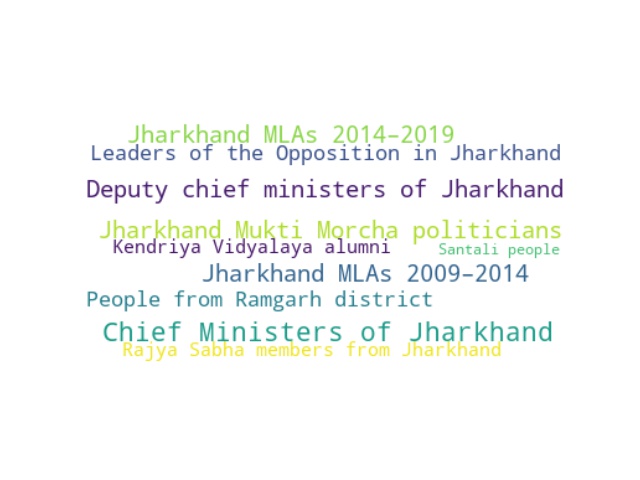 Jharkhand MLAs 2014–2019
Leaders of the Opposition in Jharkhand
Deputy chief ministers of Jharkhand
Jharkhand Mukti Morcha politicians
Kendriya Vidyalaya alumni
Santali people
Jharkhand MLAs 2009–2014
People from Ramgarh district
Chief Ministers of Jharkhand
Rajya Sabha members from Jharkhand